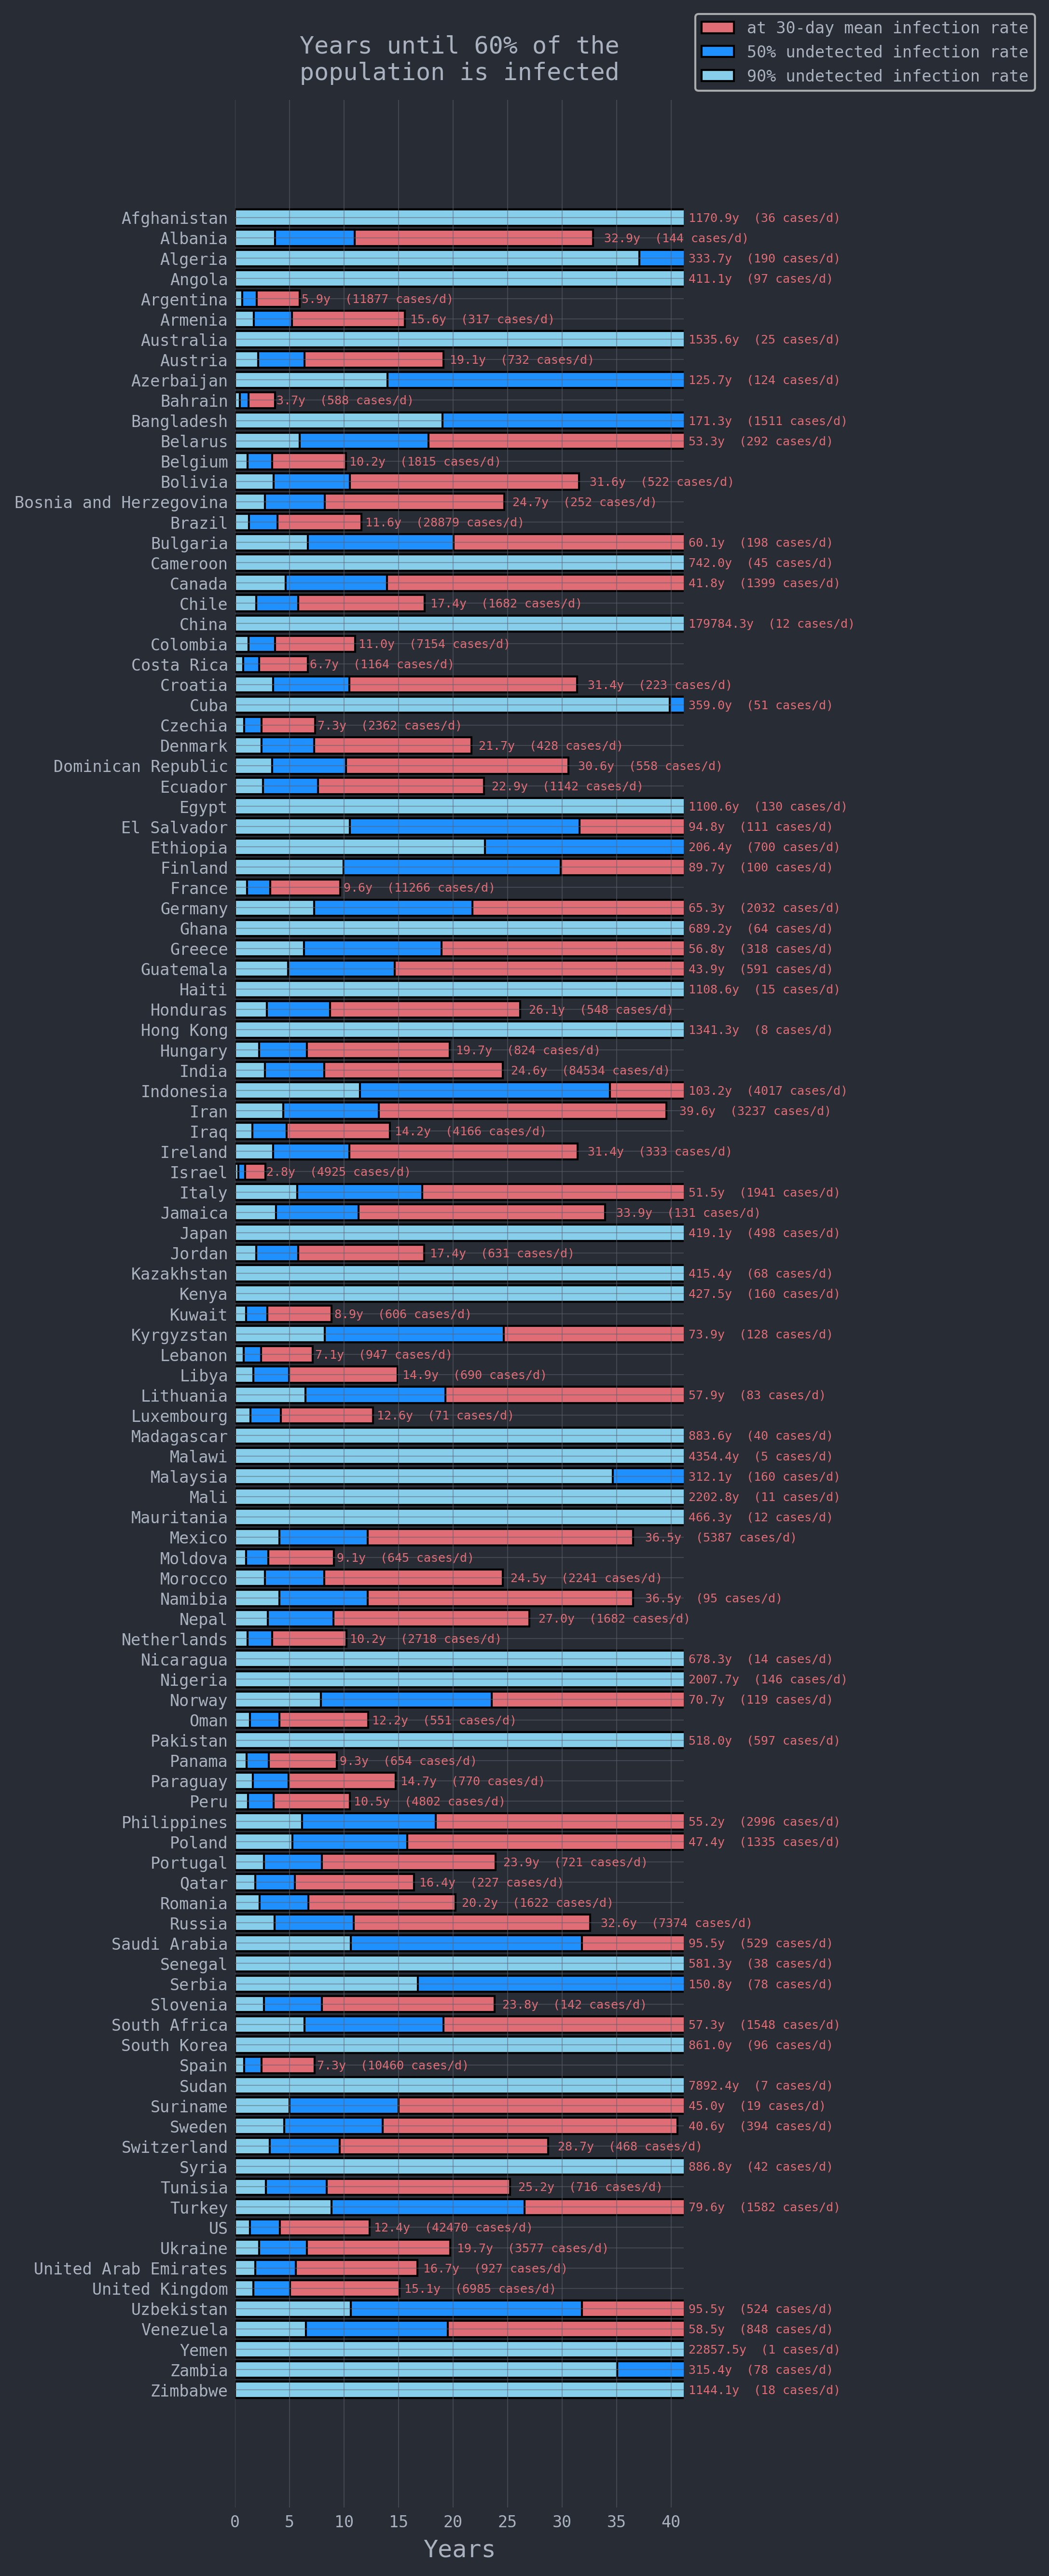 Years until 60% of the
population is infected
at 30-day mean infection rate
50% undetected infection rate
90% undetected infection rate
Afghanistan 1170.9y (36 cases/d)
Albania 32.9y (144 cases/d)
Algeria 333.7y (190 cases/d)
Angola 411.1y (97 cases/d)
Argentina 5.9y (11877 cases/d)
Armenia 15.6y (317 cases/d)
Australia 1535.6y (25 cases/d)
Austria 19.1y (732 cases/d)
Azerbaijan 125.7y (124 cases/d)
Bahrain 3.7y (588 cases/d)
Bangladesh 171.3y (1511 cases/d)
Belarus 53.3y (292 cases/d)
Belgium 10.2y (1815 cases/d)
Bolivia 31.6y (522 cases/d)
Bosnia and Herzegovina 24.7y (252 cases/d)
Brazil 11.6y (28879 cases/d)
Bulgaria 60.1y (198 cases/d)
Cameroon 742.0y (45 cases/d)
Canada 41.8y (1399 cases/d)
Chile 17.4y (1682 cases/d)
China 179784.3y (12 cases/d)
Colombia 11.0y (7154 cases/d)
Costa Rica 6.7y (1164 cases/d)
Croatia 31.4y (223 cases/d)
Cuba 359.0y (51 cases/d)
Czechia 7.3y (2362 cases/d)
Denmark 21.7y (428 cases/d)
Dominican Republic 30.6y (558 cases/d)
Ecuador 22.9y (1142 cases/d)
Egypt 1100.6y (130 cases/d)
El Salvador 94.8y (111 cases/d)
Ethiopia 206.4y (700 cases/d)
Finland 89.7y (100 cases/d)
France 9.6y (11266 cases/d)
Germany 65.3y (2032 cases/d)
Ghana 689.2y (64 cases/d)
Greece 56.8y (318 cases/d)
Guatemala 43.9y (591 cases/d)
Haiti 1108.6y (15 cases/d)
Honduras 26.1y (548 cases/d)
Hong Kong 1341.3y (8 cases/d)
Hungary 19.7y (824 cases/d)
India 24.6y (84534 cases/d)
Indonesia 103.2y (4017 cases/d)
Iran 39.6y (3237 cases/d)
Iraq 14.2y (4166 cases/d)
Ireland 31.4y (333 cases/d)
Israel 2.8y (4925 cases/d)
Italy 51.5y (1941 cases/d)
Jamaica 33.9y (131 cases/d)
Japan 419.1y (498 cases/d)
Jordan 17.4y (631 cases/d)
Kazakhstan 415.4y (68 cases/d)
Kenya 427.5y (160 cases/d)
Kuwait 8.9y (606 cases/d)
Kyrgyzstan 73.9y (128 cases/d)
Lebanon 7.1y (947 cases/d)
Libya 14.9y (690 cases/d)
Lithuania 57.9y (83 cases/d)
Luxembourg 12.6y (71 cases/d)
Madagascar 883.6y (40 cases/d)
Malawi 4354.4y (5 cases/d)
Malaysia 312.1y (160 cases/d)
Mali 2202.8y (11 cases/d)
Mauritania 466.3y (12 cases/d)
Mexico 36.5y (5387 cases/d)
Moldova 9.1y (645 cases/d)
Morocco 24.5y (2241 cases/d)
Namibia 36.5y (95 cases/d)
Nepal 27.0y (1682 cases/d)
Netherlands 10.2y (2718 cases/d)
Nicaragua 678.3y (14 cases/d)
Nigeria 2007.7y (146 cases/d)
Norway 70.7y (119 cases/d)
Oman 12.2y (551 cases/d)
Pakistan 518.0y (597 cases/d)
Panama 9.3y (654 cases/d)
Paraguay 14.7y (770 cases/d)
Peru 10.5y (4802 cases/d)
Philippines 55.2y (2996 cases/d)
Poland 47.4y (1335 cases/d)
Portugal 23.9y (721 cases/d)
Qatar 16.4y (227 cases/d)
Romania 20.2y (1622 cases/d)
Russia 32.6y (7374 cases/d)
Saudi Arabia 95.5y (529 cases/d)
Senegal 581.3y (38 cases/d)
Serbia 150.8y (78 cases/d)
Slovenia 23.8y (142 cases/d)
South Africa 57.3y (1548 cases/d)
South Korea 861.0y (96 cases/d)
Spain 7.3y (10460 cases/d)
Sudan 7892.4y (7 cases/d)
Suriname 45.0y (19 cases/d)
Sweden 40.6y (394 cases/d)
Switzerland 28.7y (468 cases/d)
Syria 886.8y (42 cases/d)
Tunisia 25.2y (716 cases/d)
Turkey 79.6y (1582 cases/d)
US 12.4y (42470 cases/d)
Ukraine 19.7y (3577 cases/d)
United Arab Emirates 16.7y (927 cases/d)
United Kingdom 15.1y (6985 cases/d)
Uzbekistan 95.5y (524 cases/d)
Venezuela 58.5y (848 cases/d)
Yemen 22857.5y (1 cases/d)
Zambia 315.4y (78 cases/d)
Zimbabwe 1144.1y (18 cases/d)
0 5 10 15 20 25 30 35 40
Years